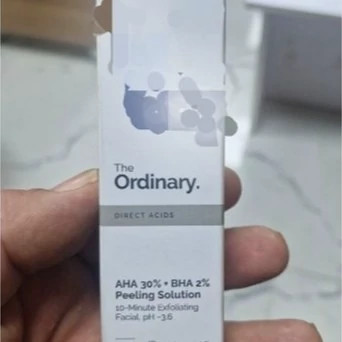 The
Ordinary.
DIRECT ACIDS
AHA 30% + BHA 2%
Peeling Solution
10-Minute Exfoliating
Facial, pH ~3.6